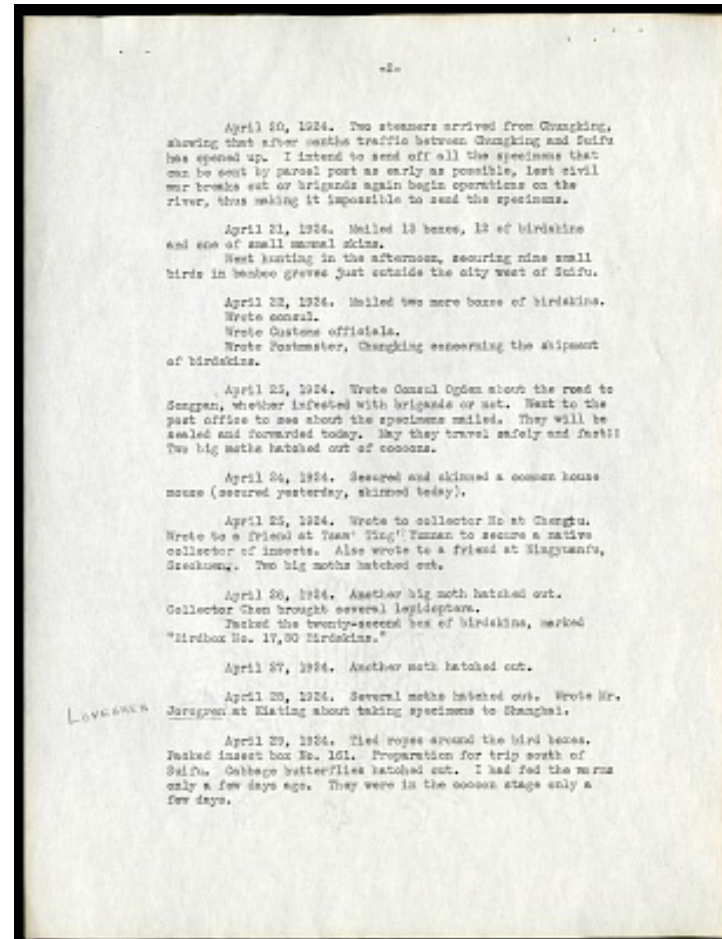 -2-
April 20, 1924. Two steamers arrived from Chungking,
showing that after months traffic between Chungking and Suifu
has opened up. I intend to send off all the specimens that
can be sent by parcel post as early as possible, lest civil
war breaks out or brigands again begin operations on the
river, thus making it impossible to send the specimens.
April 21, 1924. Mailed 13 boxes, 12 of birdskins
and one of small mammal skins.
Went hunting in the afternoon, securing nine small
birds in bamboo groves just outside the city west of Suifu.
April 22, 1924. Mailed two more boxes of birdskins.
Wrote consul.
Wrote Customs officials.
Wrote Postmaster, Chungking concerning the shipment
of birdskins.
April 23, 1924. Wrote Consul Ogden about the road to
Songpan, whether infested with brigands or not. Went to the
post office to see about the specimens mailed. They will be
sealed and forwarded today. May they travel safely and fast!!!
Two big moths hatched out of cocoons.
April 24, 1924. Secured and skinned a common house
mouse (secured yesterday, skinned today).
April 25, 1924. Wrote to collector Ho at Chengtu.
Wrote to a friend at Ting' Yunnan to secure a native
collector of insects. Also wrote to a friend at Ningyuanfu,
Szechuen. Two big moths hatched out.
April 26, 1924. Another big moth hatched out.
Collector Chen brought several lepidoptera.
Packed the twenty-second box of birdskins, marked
"Birdbox No. 17,80 Birdskins."
April 27, 1924. Another moth hatched out.
April 28, 1924. Several moths hatched out. Wrote Mr.
LOVEGREN
Joregren at Kiating about taking specimens to Shanghai.
April 29, 1924. Tied ropes around the bird boxes.
Packed insect box No. 161. Preparation for trip south of
Suifu. Cabbage butterflies hatched out. I had fed the worms
only a few days ago. They were in the cocoon stage only a
few days.